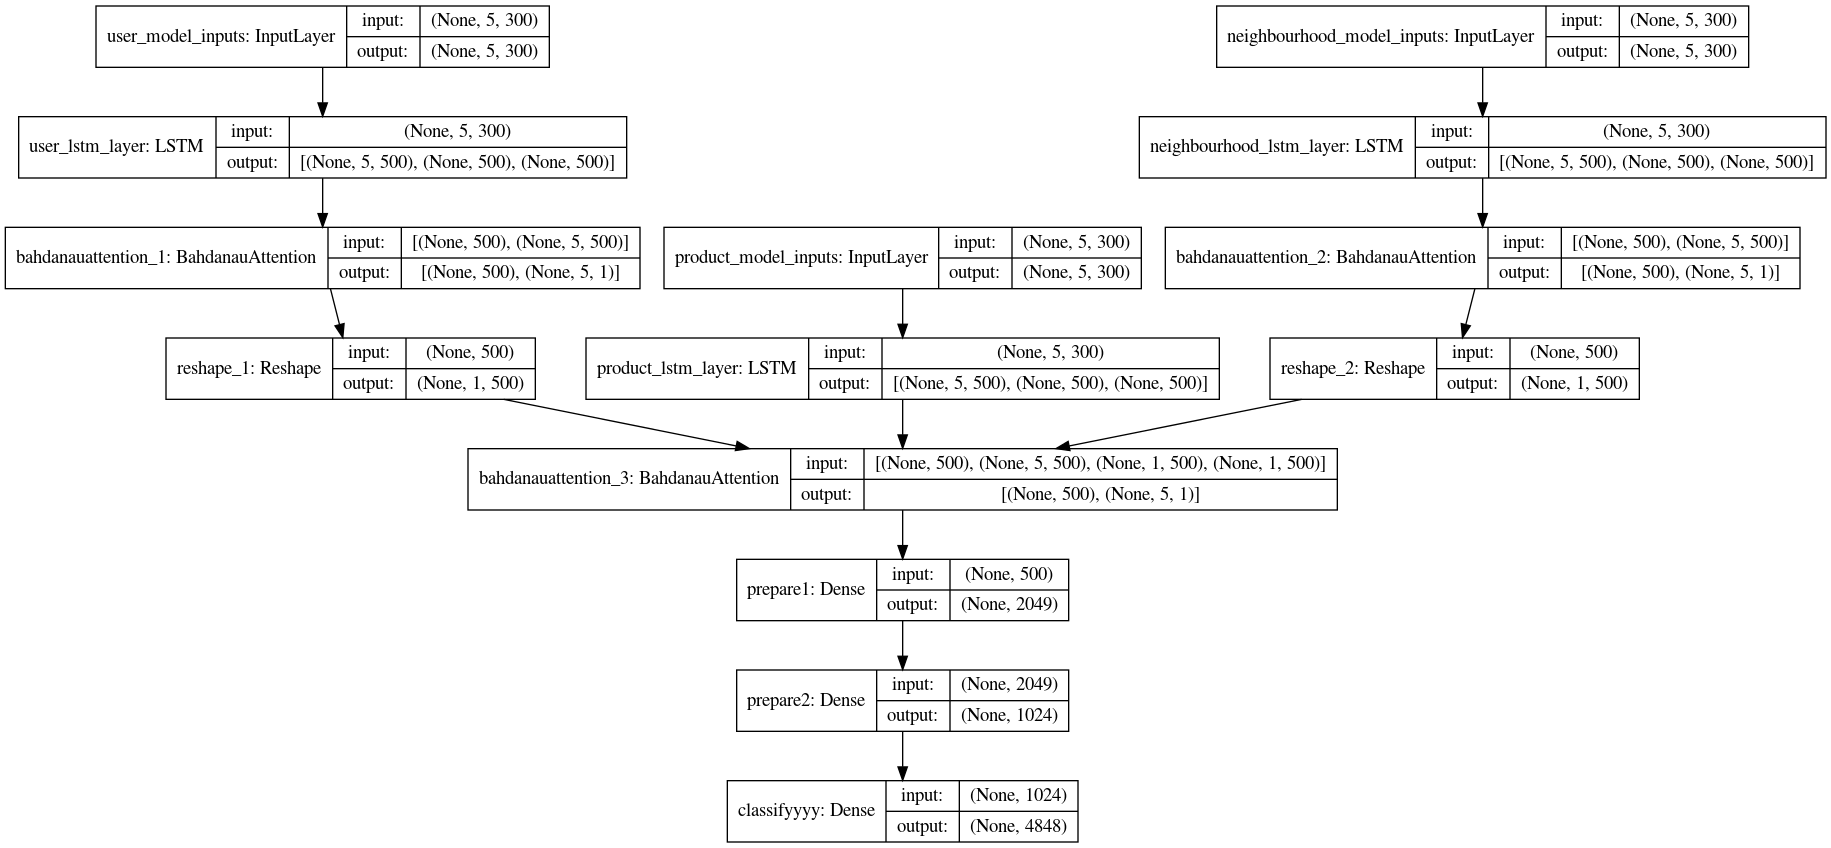 user_model_inputs: InputLayer
input: (None, 5, 300)
output: (None, 5, 300)
neighbourhood_model_inputs: InputLayer
input: (None, 5, 300)
output: (None, 5, 300)
user_lstm_layer: LSTM
input: (None, 5, 300)
output: [(None, 5, 500), (None, 500), (None, 500)]
neighbourhood_lstm_layer: LSTM
input: (None, 5, 300)
output: [(None, 5, 500), (None, 500), (None, 500)]
bahdanauattention_1: BahdanauAttention
input: [(None, 500), (None, 5, 500)]
output: [(None, 500), (None, 5, 1)]
product_model_inputs: InputLayer
input: (None, 5, 300)
output: (None, 5, 300)
bahdanauattention_2: BahdanauAttention
input: [(None, 500), (None, 5, 500)]
output: [(None, 500), (None, 5, 1)]
reshape_1: Reshape
input: (None, 500)
output: (None, 1, 500)
product_lstm_layer: LSTM
input: (None, 5, 300)
output: [(None, 5, 500), (None, 500), (None, 500)]
reshape_2: Reshape
input: (None, 500)
output: (None, 1, 500)
bahdanauattention_3: BahdanauAttention
input: [(None, 500), (None, 5, 500), (None, 1, 500), (None, 1, 500)]
output: [(None, 500), (None, 5, 1)]
prepare1: Dense
input: (None, 500)
output: (None, 2049)
prepare2: Dense
input: (None, 2049)
output: (None, 1024)
classifyyyy: Dense
input: (None, 1024)
output: (None, 4848)